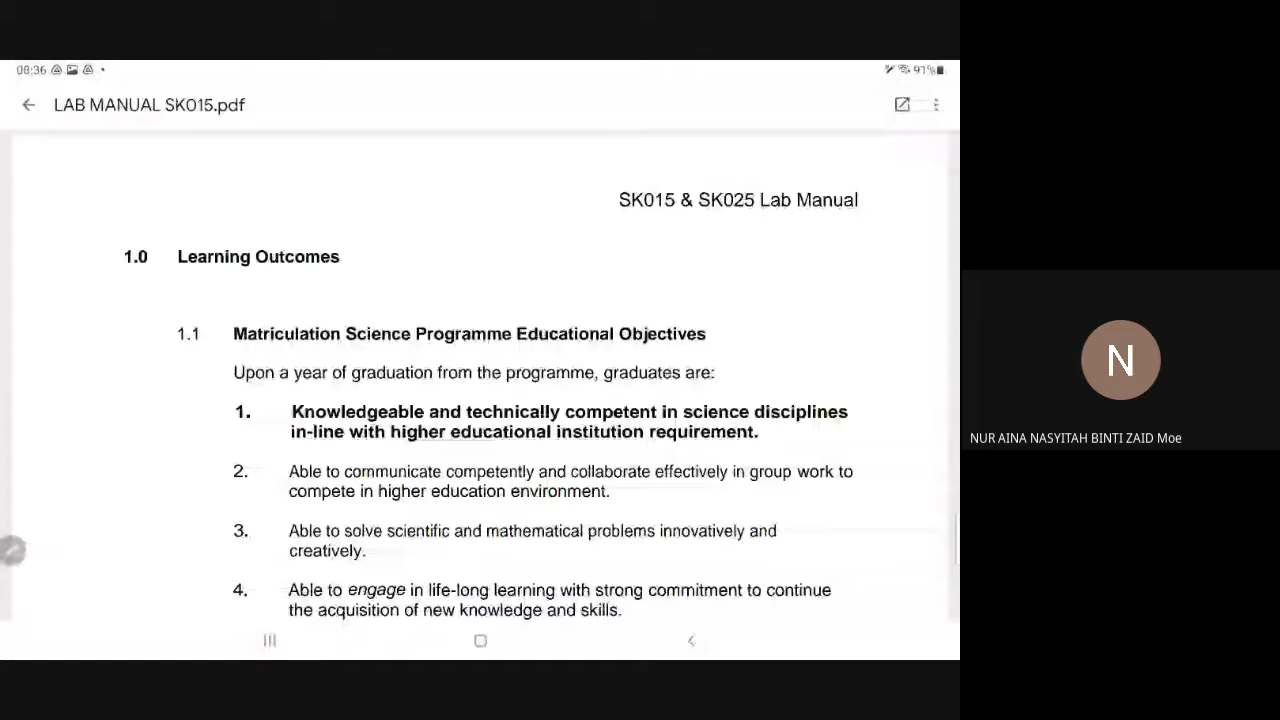 08:36
91%
LAB MANUAL SK015.pdf
SK015 & SK025 Lab Manual
1.0 Learning Outcomes
1.1 Matriculation Science Programme Educational Objectives
Upon a year of graduation from the programme, graduates are:
1. Knowledgeable and technically competent in science disciplines
in-line with higher educational institution requirement.
2. Able to communicate competently and collaborate effectively in group work to
compete in higher education environment.
3. Able to solve scientific and mathematical problems innovatively and
creatively.
4. Able to engage in life-long learning with strong commitment to continue
the acquisition of new knowledge and skills.
N
NUR AINA NASYITAH BINTI ZAID Moe